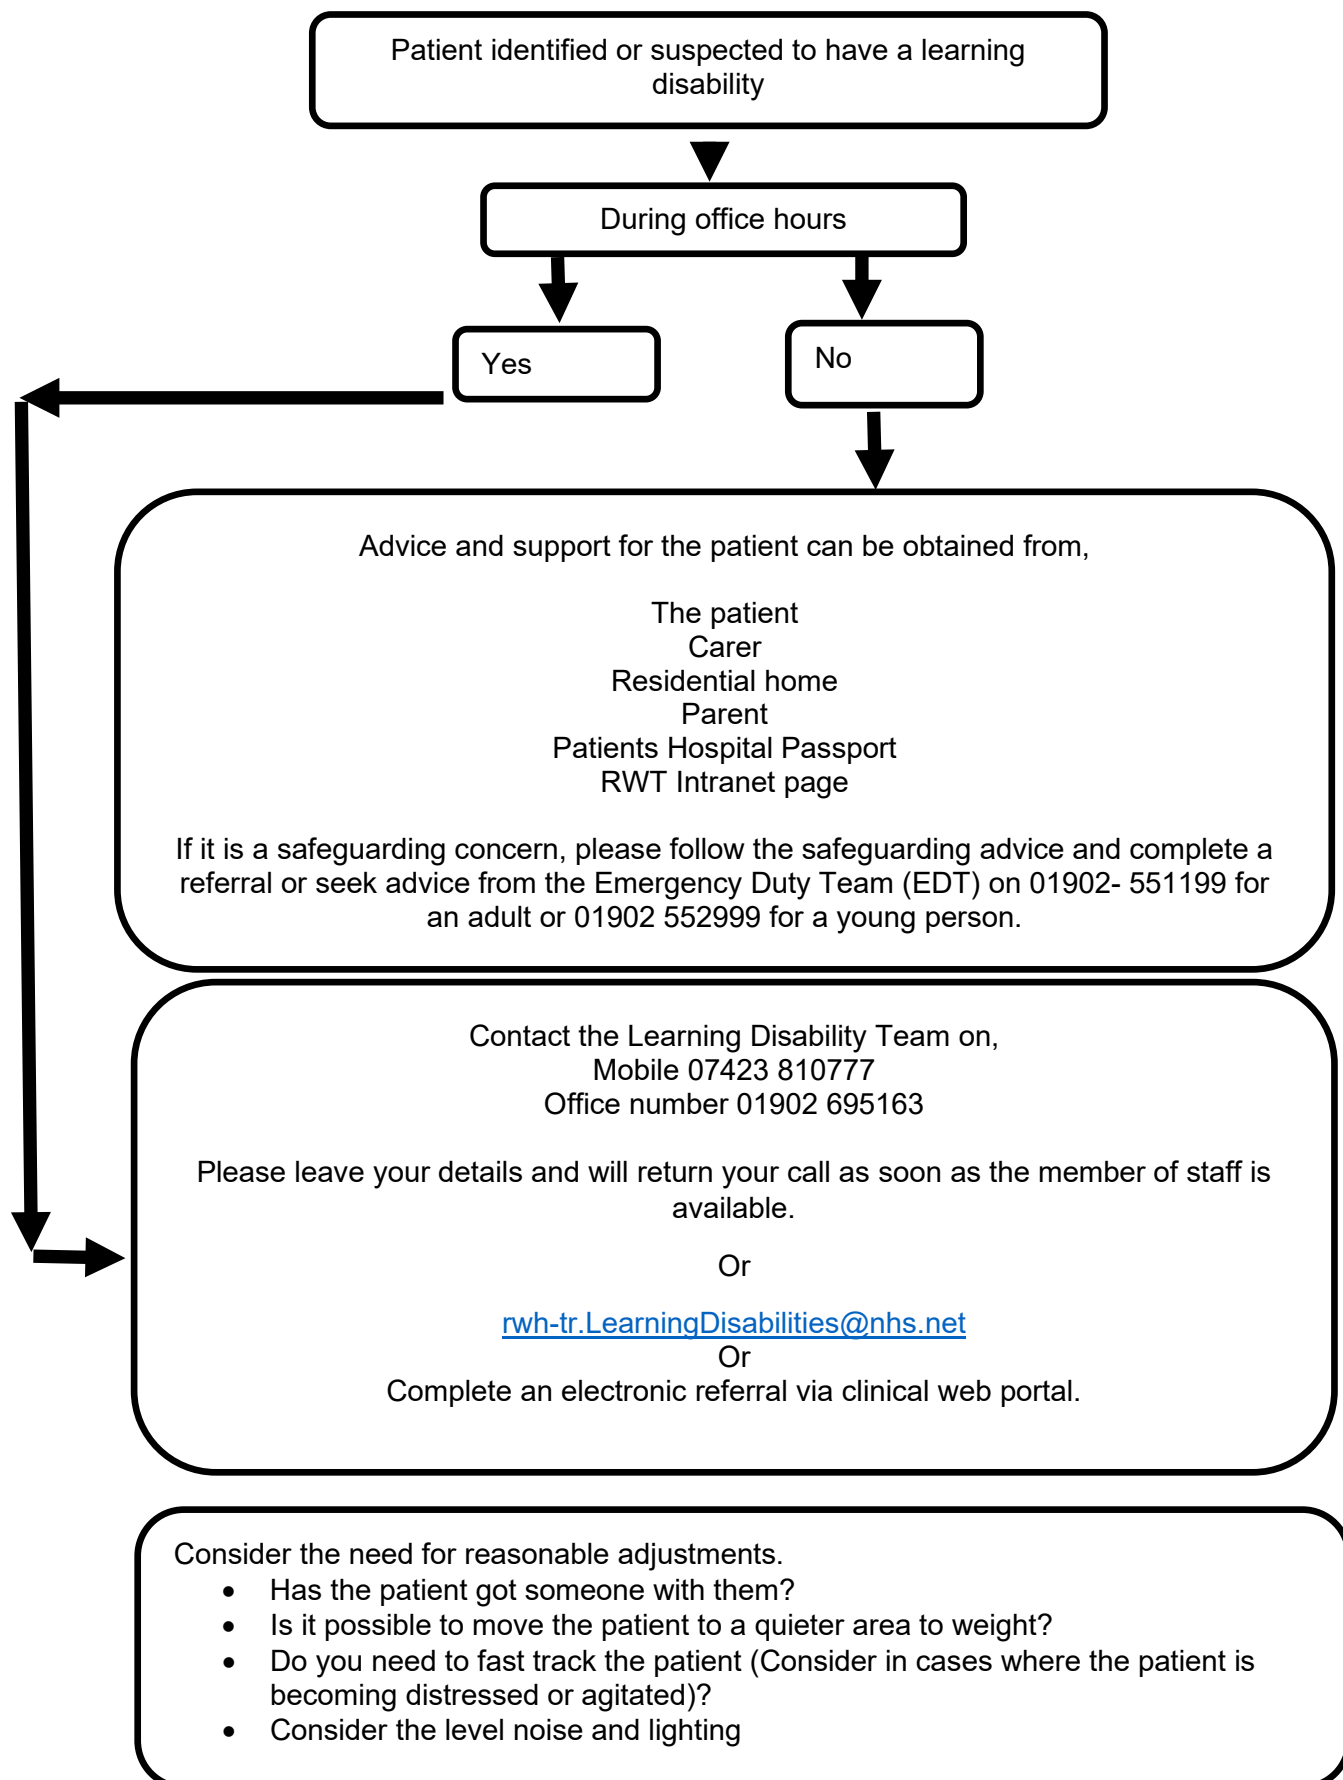 Patient identified or suspected to have a learning
disability
During office hours
Yes
No
Advice and support for the patient can be obtained from,
The patient
Carer
Residential home
Parent
Patients Hospital Passport
RWT Intranet page
If it is a safeguarding concern, please follow the safeguarding advice and complete a
referral or seek advice from the Emergency Duty Team (EDT) on 01902- 551199 for
an adult or 01902 552999 for a young person.
Contact the Learning Disability Team on,
Mobile 07423 810777
Office number 01902 695163
Please leave your details and will return your call as soon as the member of staff is
available.
Or
rwh-tr.LearningDisabilities@nhs.net
Or
Complete an electronic referral via clinical web portal.
Consider the need for reasonable adjustments.
• Has the patient got someone with them?
• Is it possible to move the patient to a quieter area to weight?
• Do you need to fast track the patient (Consider in cases where the patient is
becoming distressed or agitated)?
• Consider the level noise and lighting